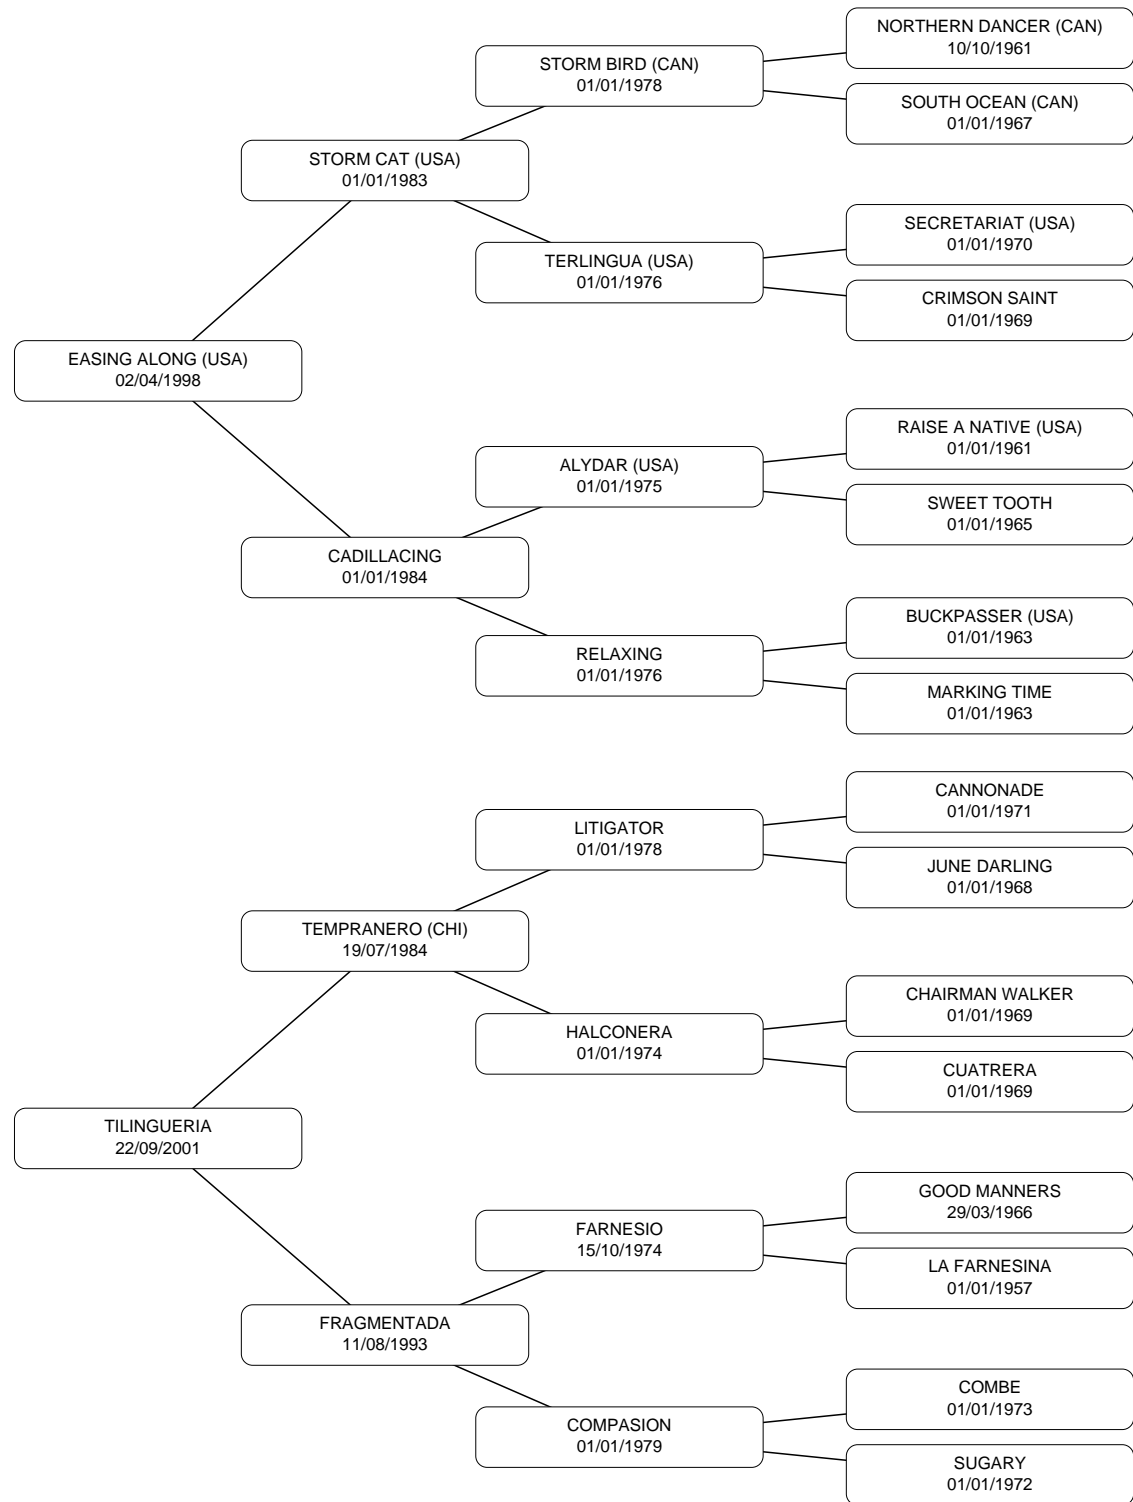 NORTHERN DANCER (CAN)
10/10/1961
STORM BIRD (CAN)
01/01/1978
SOUTH OCEAN (CAN)
01/01/1967
STORM CAT (USA)
01/01/1983
SECRETARIAT (USA)
01/01/1970
TERLINGUA (USA)
01/01/1976
CRIMSON SAINT
01/01/1969
EASING ALONG (USA)
02/04/1998
RAISE A NATIVE (USA)
01/01/1961
ALYDAR (USA)
01/01/1975
SWEET TOOTH
01/01/1965
CADILLACING
01/01/1984
BUCKPASSER (USA)
01/01/1963
RELAXING
01/01/1976
MARKING TIME
01/01/1963
CANNONADE
01/01/1971
LITIGATOR
01/01/1978
JUNE DARLING
01/01/1968
TEMPRANERO (CHI)
19/07/1984
CHAIRMAN WALKER
01/01/1969
HALCONERA
01/01/1974
CUATRERA
01/01/1969
TILINGUERIA
22/09/2001
GOOD MANNERS
29/03/1966
FARNESIO
15/10/1974
LA FARNESINA
01/01/1957
FRAGMENTADA
11/08/1993
COMBE
01/01/1973
COMPASION
01/01/1979
SUGARY
01/01/1972